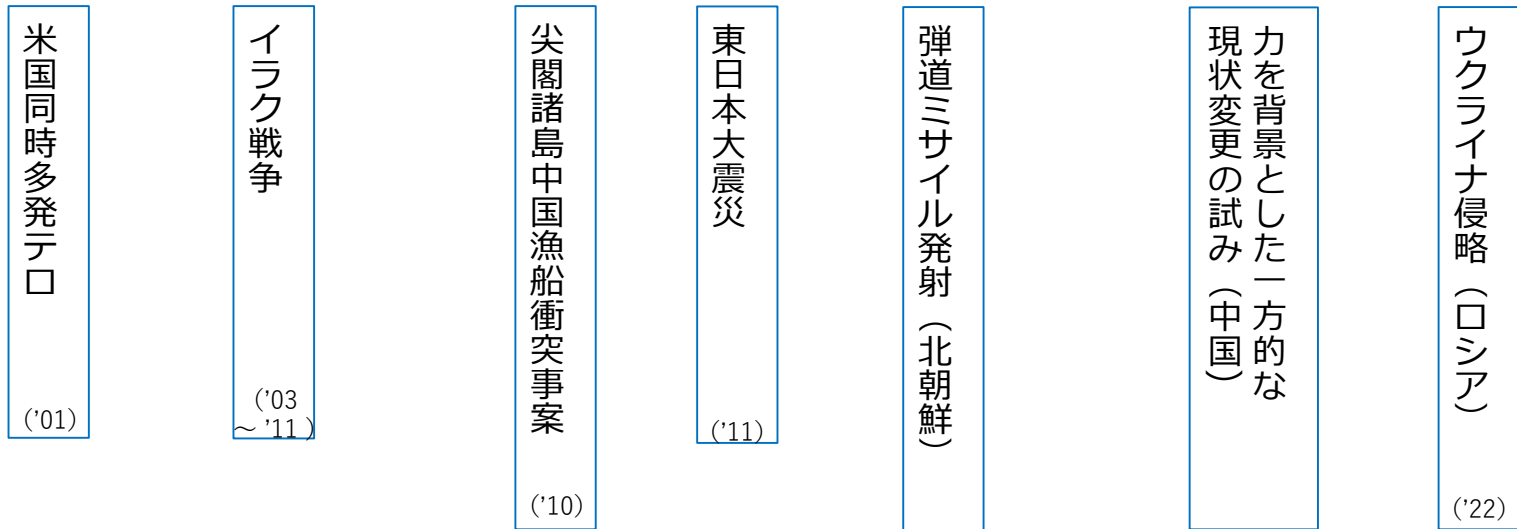 米国同時多発テロ
('01)
イラク戦争
('03
～'11)
尖閣諸島中国漁船衝突事案
('10)
東日本大震災
('11)
弾道ミサイル発射（北朝鮮）
力を背景とした一方的な
現状変更の試み（中国）
ウクライナ侵略（ロシア）
('22)